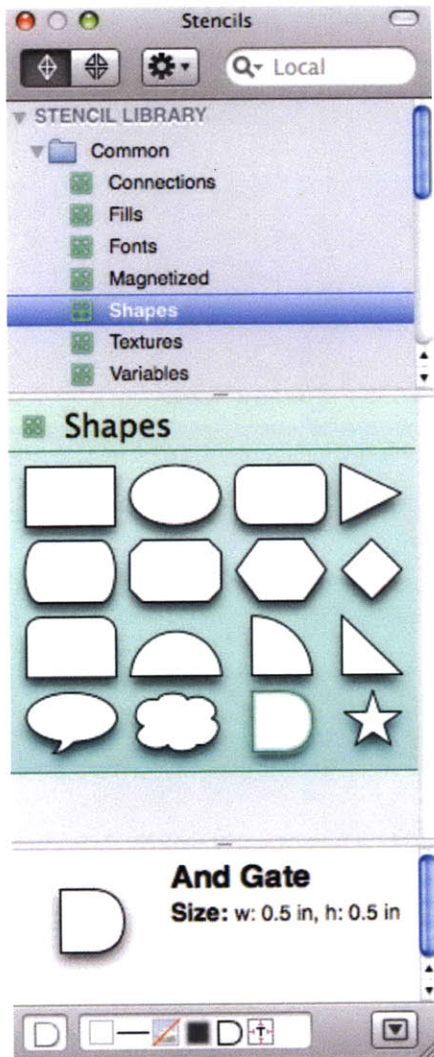 Stencils
Local
STENCIL LIBRARY
Common
Connections
Fills
Fonts
Magnetized
Shapes
Textures
Variables
Shapes
And Gate
Size: w: 0.5 in, h: 0.5 in
T